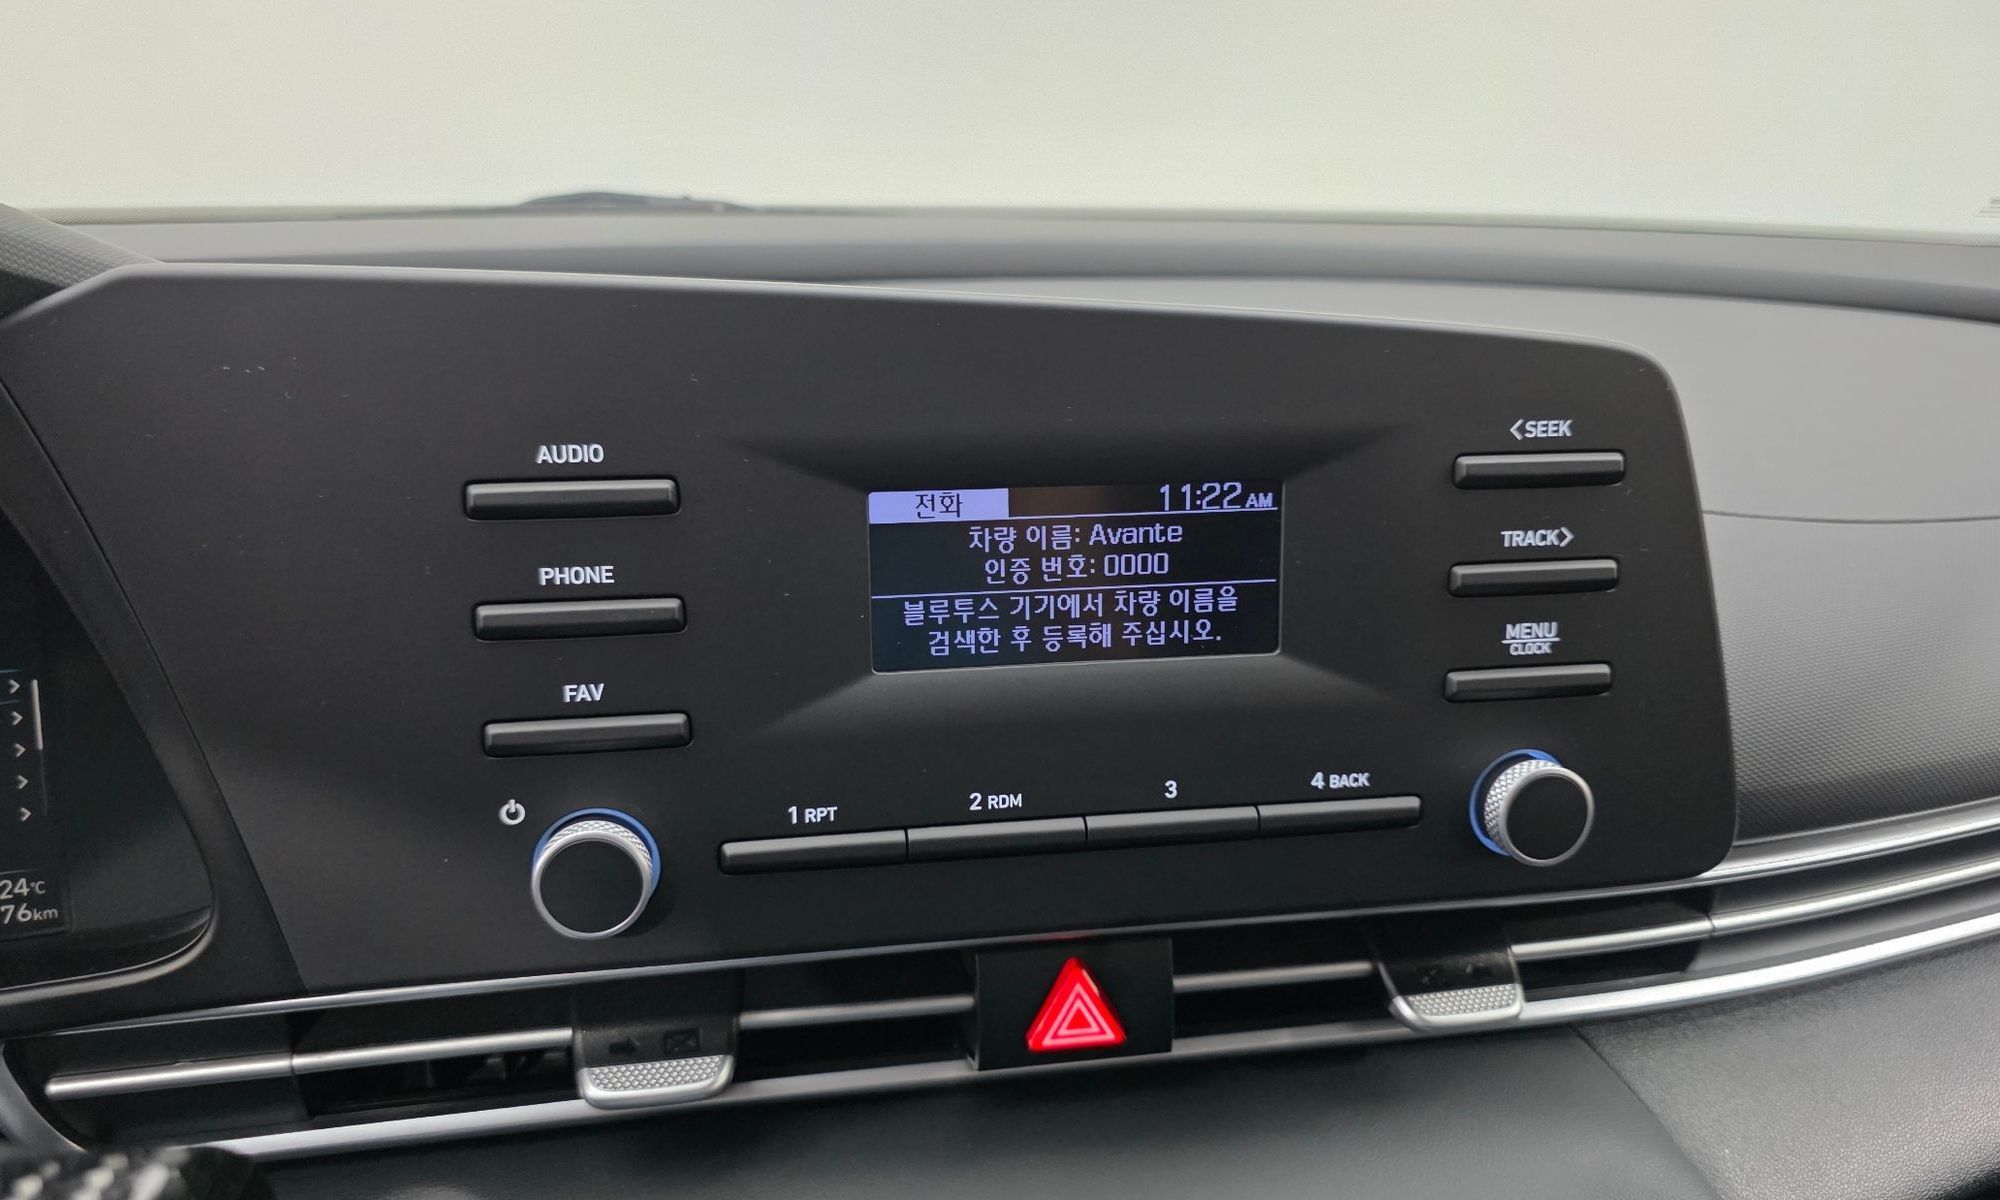 AUDIO
PHONE
FAV
전화 11:22 AM
차량 이름: Avante
인증 번호: 0000
블루투스 기기에서 차량 이름을
검색한 후 등록해 주십시오.
<SEEK
TRACK>
MENU
CLOCK
1 RPT
2 RDM
3
4 BACK
24°C
76km